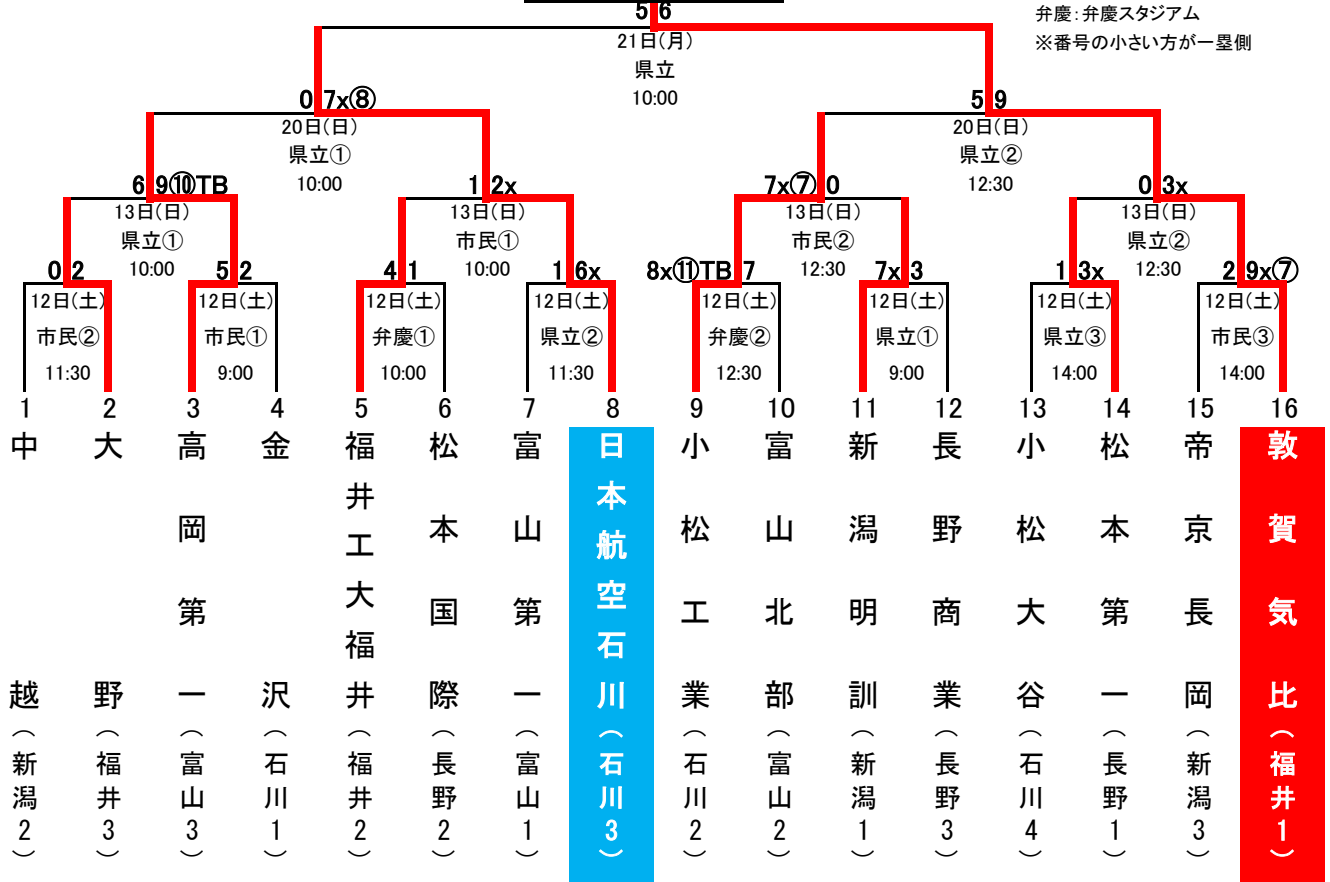 5 6
弁慶：弁慶スタジアム
21日(月)
※番号の小さい方が一塁側
県立
10:00
0 7x⑧
5 9
20日(日)
20日(日)
県立①
県立②
10:00
12:30
6 9⑩TB
1 2x
7x⑦ 0
0 3x
13日(日)
13日(日)
13日(日)
13日(日)
県立①
市民①
市民②
県立②
10:00
10:00
12:30
12:30
0 2
5 2
4 1
1 6x
8x⑪TB 7
7x 3
1 3x
2 9x⑦
12日(土)
12日(土)
12日(土)
12日(土)
12日(土)
12日(土)
12日(土)
12日(土)
市民②
市民①
弁慶①
県立②
弁慶②
県立①
県立③
市民③
11:30
9:00
10:00
11:30
12:30
9:00
14:00
14:00
1
2
3
4
5
6
7
8
9
10
11
12
13
14
15
16
中越（新潟2）
大野（福井3）
高岡第一（富山3）
金沢（石川1）
福井工大福井（福井2）
松本国際（長野2）
富山第一（富山1）
日本航空石川（石川3）
小松工業（石川2）
富山北部（富山2）
新潟明訓（新潟1）
長野商業（長野3）
小松大谷（石川4）
松本第一（長野1）
帝京長岡（新潟3）
敦賀気比（福井1）